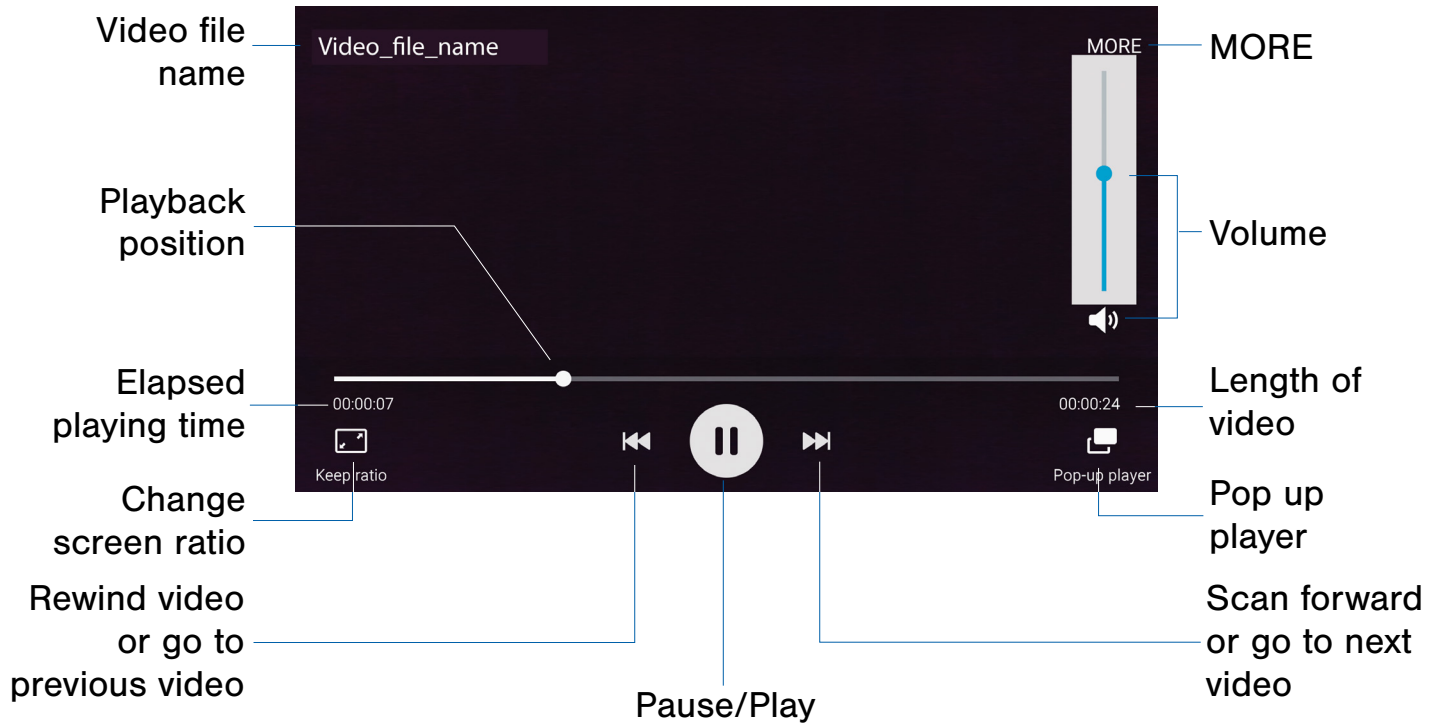 Video file
name
Video_file_name
MORE
MORE
Playback
position
Volume
Elapsed
playing time
00:00:07
00:00:24
Length of
video
Keep ratio
Pop-up player
Change
screen ratio
Pop up
player
Rewind video
or go to
previous video
Pause/Play
Scan forward
or go to next
video